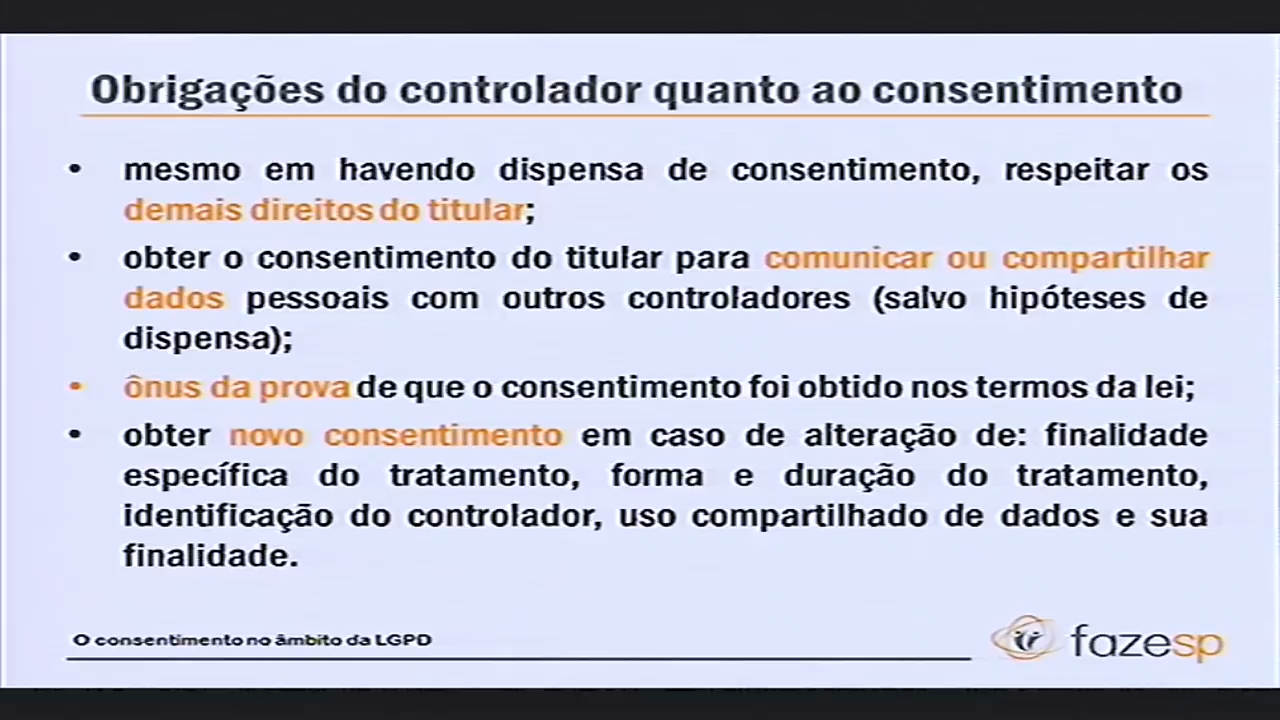 Obrigações do controlador quanto ao consentimento
• mesmo em havendo dispensa de consentimento, respeitar os
demais direitos do titular;
• obter o consentimento do titular para comunicar ou compartilhar
dados pessoais com outros controladores (salvo hipóteses de
dispensa);
• ônus da prova de que o consentimento foi obtido nos termos da lei;
• obter novo consentimento em caso de alteração de: finalidade
específica do tratamento, forma e duração do tratamento,
identificação do controlador, uso compartilhado de dados e sua
finalidade.
O consentimento no âmbito da LGPD
fazesp